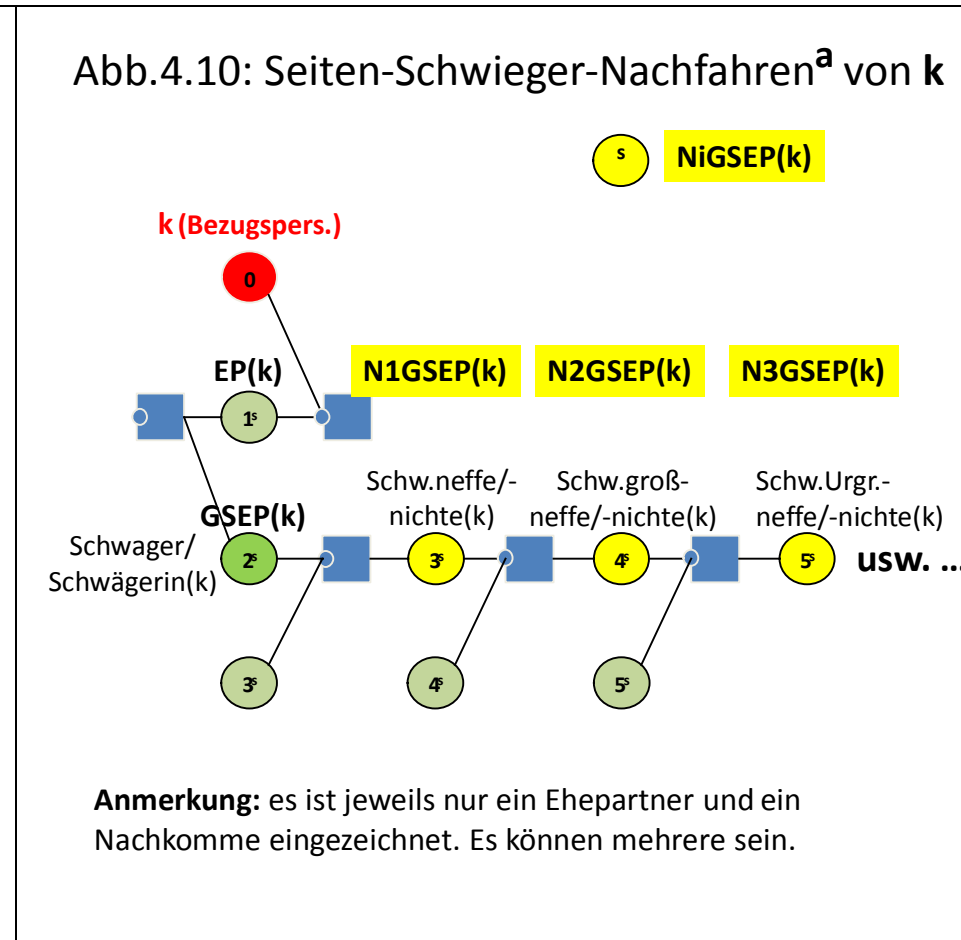 Abb.4.10: Seiten-Schwieger-Nachfahrenᵃ von k
s NiGSEP(k)
k (Bezugspers.)
0
EP(k) N1GSEP(k) N2GSEP(k) N3GSEP(k)
1ˢ
Schw.neffe/- Schw.groß- Schw.Urgr.-
GSEP(k) nichte(k) neffe/-nichte(k) neffe/-nichte(k)
Schwager/
Schwägerin(k)
2ˢ 3ˢ 4ˢ 5ˢ usw. ...
3ˢ 4ˢ 5ˢ
Anmerkung: es ist jeweils nur ein Ehepartner und ein
Nachkomme eingezeichnet. Es können mehrere sein.